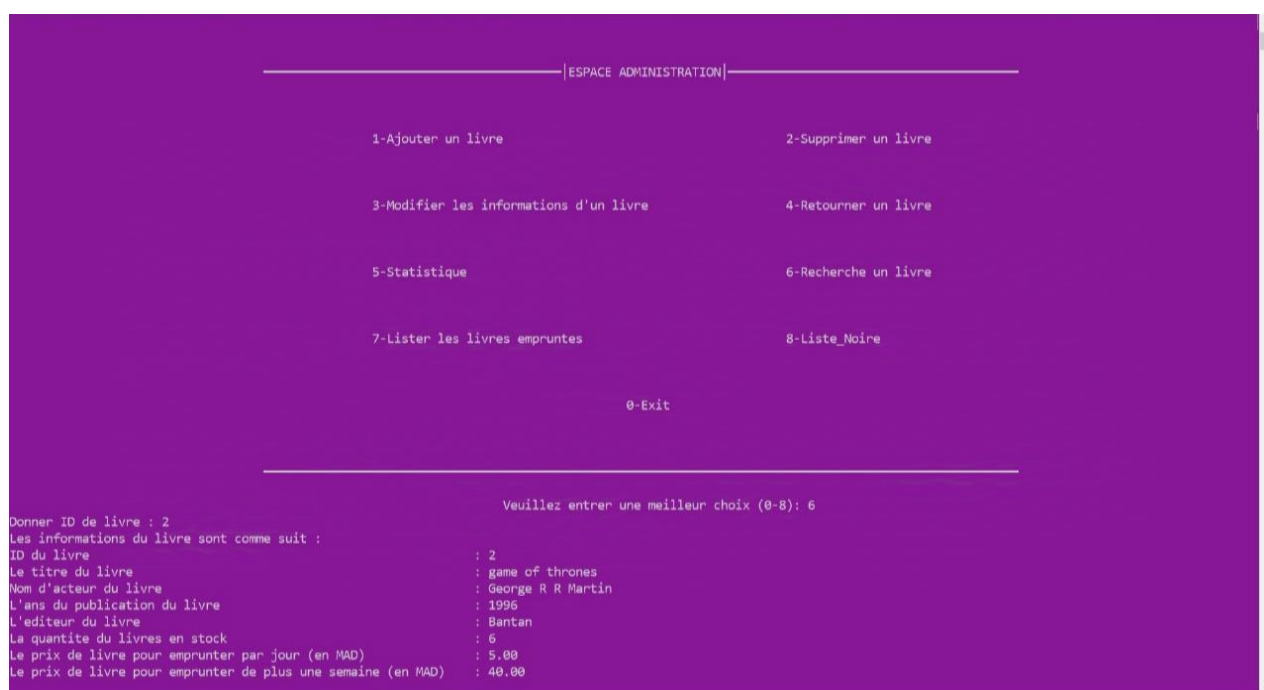 |ESPACE ADMINISTRATION|
1-Ajouter un livre 2-Supprimer un livre
3-Modifier les informations d'un livre 4-Retourner un livre
5-Statistique 6-Recherche un livre
7-Lister les livres empruntes 8-Liste_Noire
0-Exit
Veuillez entrer une meilleur choix (0-8): 6
Donner ID de livre : 2
Les informations du livre sont comme suit :
ID du livre : 2
Le titre du livre : game of thrones
Nom d'acteur du livre : George R R Martin
L'ans du publication du livre : 1996
L'editeur du livre : Bantan
La quantite du livres en stock : 6
Le prix de livre pour emprunter par jour (en MAD) : 5.00
Le prix de livre pour emprunter de plus une semaine (en MAD) : 40.00